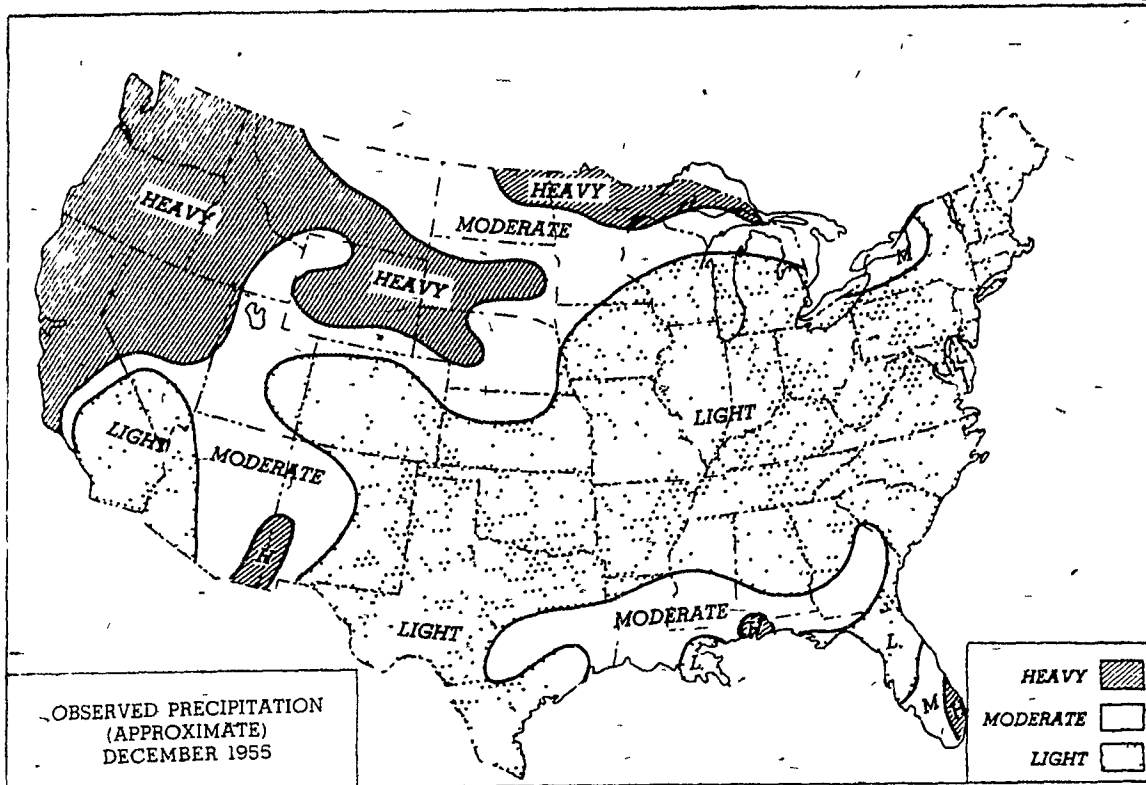 HEAVY
HEAVY
MODERATE
HEAVY
M
L
LIGHT
LIGHT
MODERATE
H
MODERATE
LIGHT
H
L
L
M
H
OBSERVED PRECIPITATION
(APPROXIMATE)
DECEMBER 1955
HEAVY
MODERATE
LIGHT